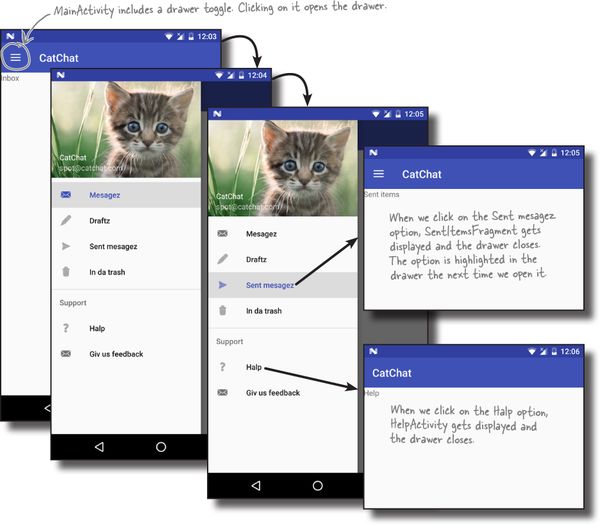 MainActivity includes a drawer toggle. Clicking on it opens the drawer.
12:03
CatChat
Inbox
12:04
CatChat
spot@catchat.com
Mesagez
Draftz
Sent mesagez
In da trash
Support
Halp
Giv us feedback
12:05
CatChat
spot@catchat.com
Mesagez
Draftz
Sent mesagez
In da trash
Support
Halp
Giv us feedback
12:05
CatChat
Sent items
When we click on the Sent mesagez
option, SentItemsFragment gets
displayed and the drawer closes.
The option is highlighted in the
drawer the next time we open it.
12:06
CatChat
Help
When we click on the Halp option,
HelpActivity gets displayed and
the drawer closes.